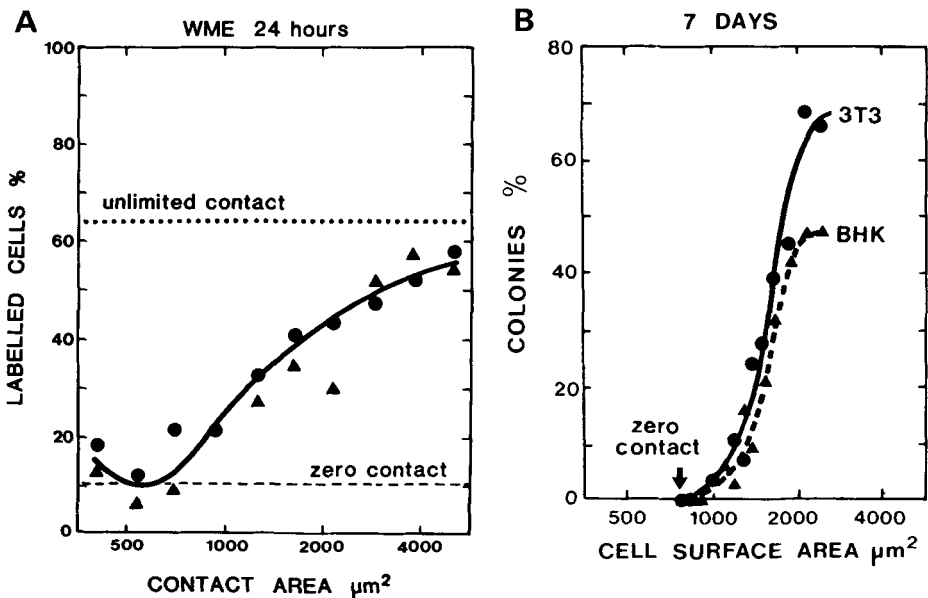 A
WME 24 hours
100
80
60
40
20
0
LABELLED CELLS %
unlimited contact
zero contact
500 1000 2000 4000
CONTACT AREA µm²
B
7 DAYS
80
60
40
20
0
COLONIES %
3T3
BHK
zero
contact
500 1000 2000 4000
CELL SURFACE AREA µm²